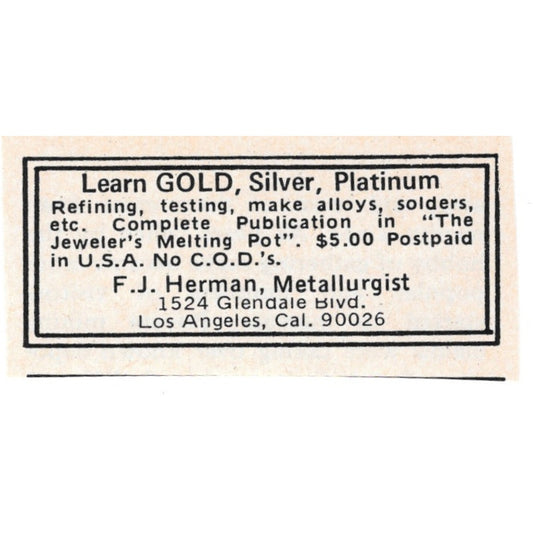 Learn GOLD, Silver, Platinum
Refining, testing, make alloys, solders,
etc. Complete Publication in "The
Jeweler's Melting Pot". $5.00 Postpaid
in U.S.A. No C.O.D.'s.
F.J. Herman, Metallurgist
1524 Glendale Blvd.
Los Angeles, Cal. 90026